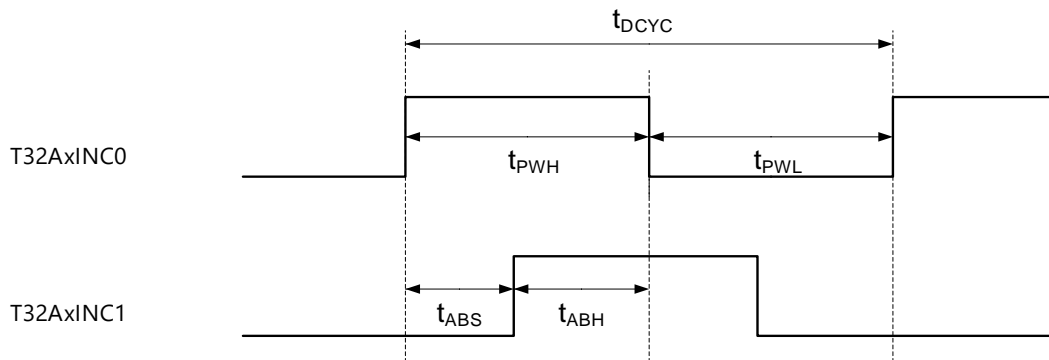 tDCYC
T32AxINC0
tPWH
tPWL
T32AxINC1
tABS
tABH